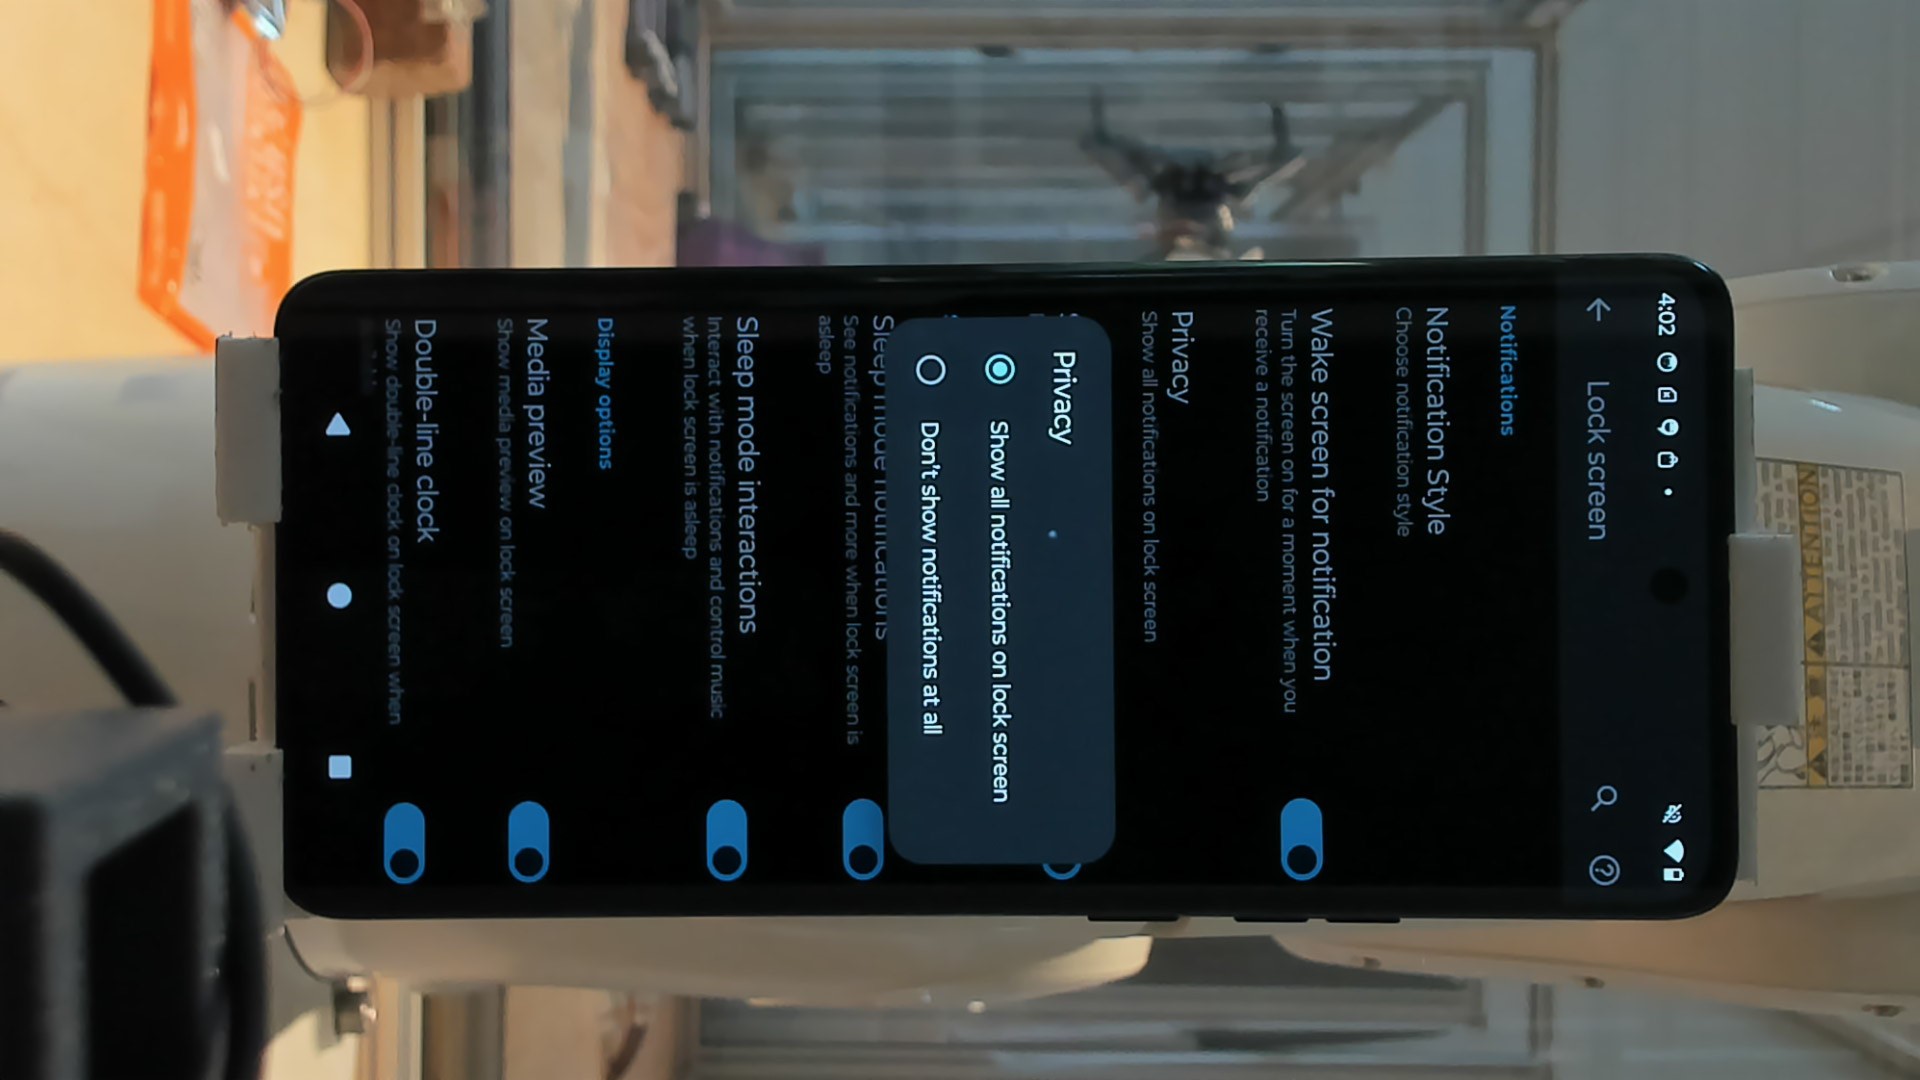 4:02
Lock screen
Notifications
Notification Style
Choose notification style
Wake screen for notification
Turn the screen on for a moment when you
receive a notification
Privacy
Show all notifications on lock screen
Privacy
Show all notifications on lock screen
Don't show notifications at all
Sleep mode notifications
See notifications and more when lock screen is
asleep
Sleep mode interactions
Interact with notifications and control music
when lock screen is asleep
Display options
Media preview
Show media preview on lock screen
Double-line clock
Show double-line clock on lock screen when
ATTENTION